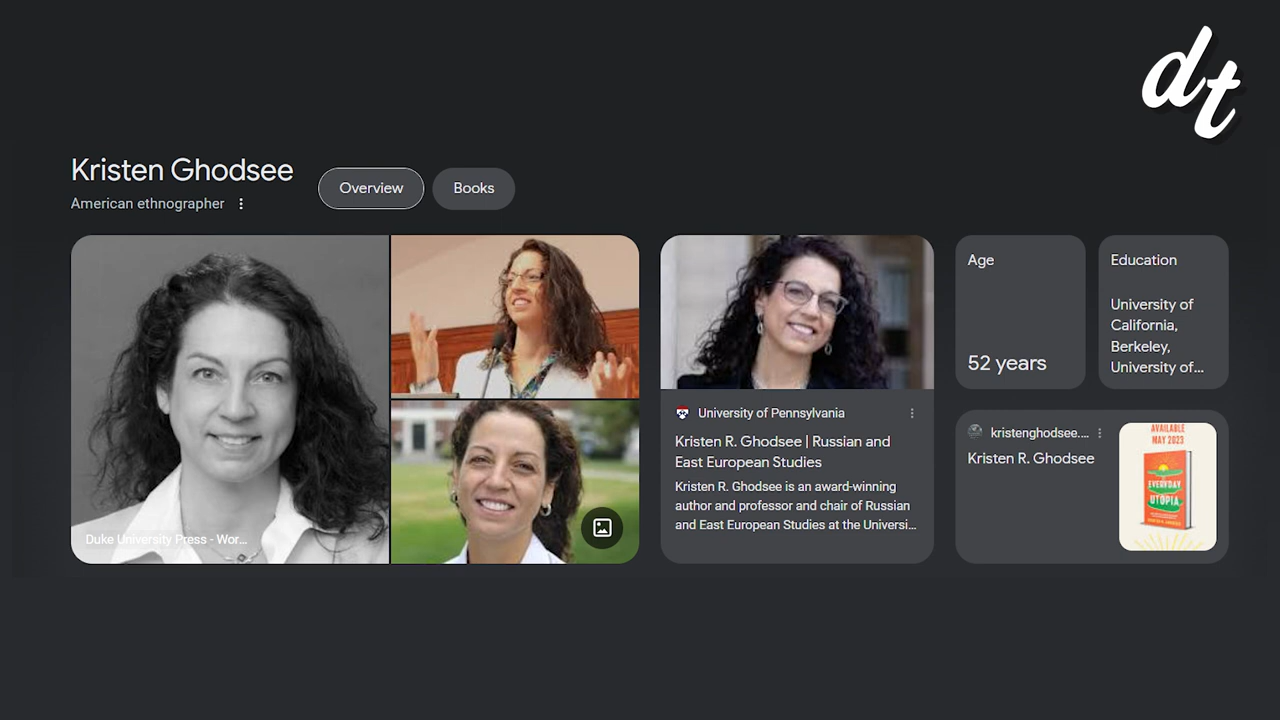 dt
Kristen Ghodsee
American ethnographer
Overview
Books
Duke University Press - Wor...
University of Pennsylvania
Kristen R. Ghodsee | Russian and
East European Studies
Kristen R. Ghodsee is an award-winning
author and professor and chair of Russian
and East European Studies at the Universi...
Age
52 years
Education
University of
California,
Berkeley,
University of...
kristenghodsee....
Kristen R. Ghodsee
AVAILABLE
MAY 2023
EVERYDAY
UTOPIA